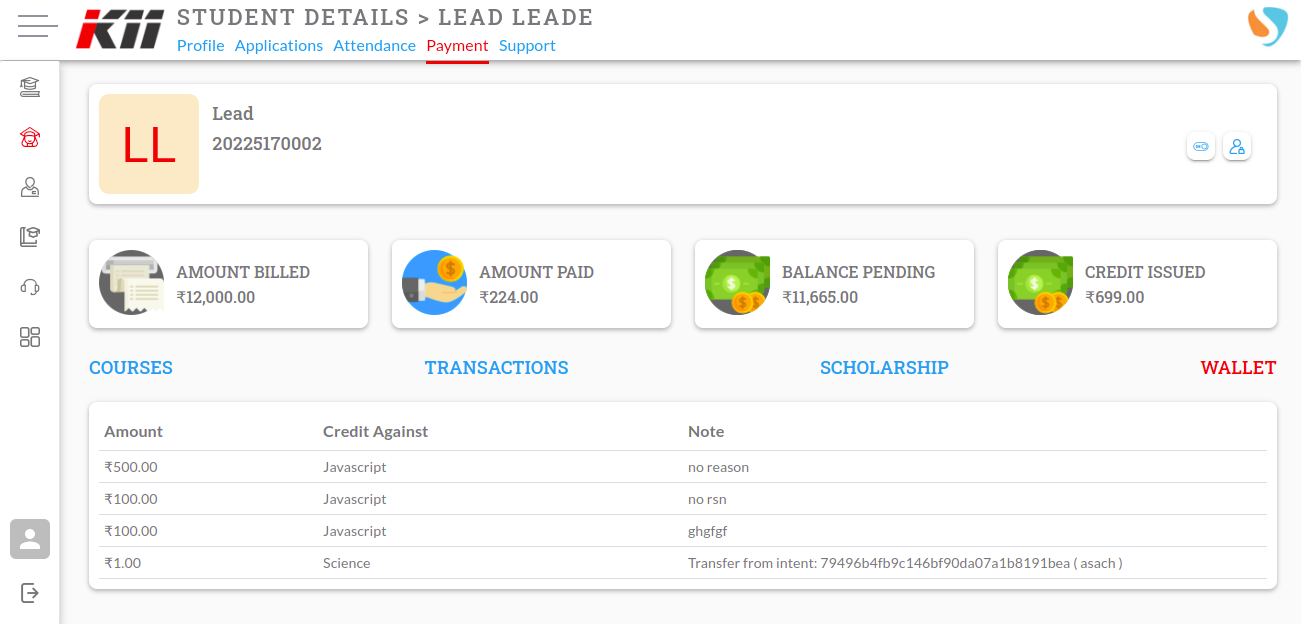 KII
STUDENT DETAILS > LEAD LEADE
Profile Applications Attendance Payment Support
LL
Lead
20225170002
AMOUNT BILLED
₹12,000.00
AMOUNT PAID
₹224.00
BALANCE PENDING
₹11,665.00
CREDIT ISSUED
₹699.00
COURSES TRANSACTIONS SCHOLARSHIP WALLET
Amount Credit Against Note
₹500.00 Javascript no reason
₹100.00 Javascript no rsn
₹100.00 Javascript ghgfgf
₹1.00 Science Transfer from intent: 79496b4fb9c146bf90da07a1b8191bea ( asach )